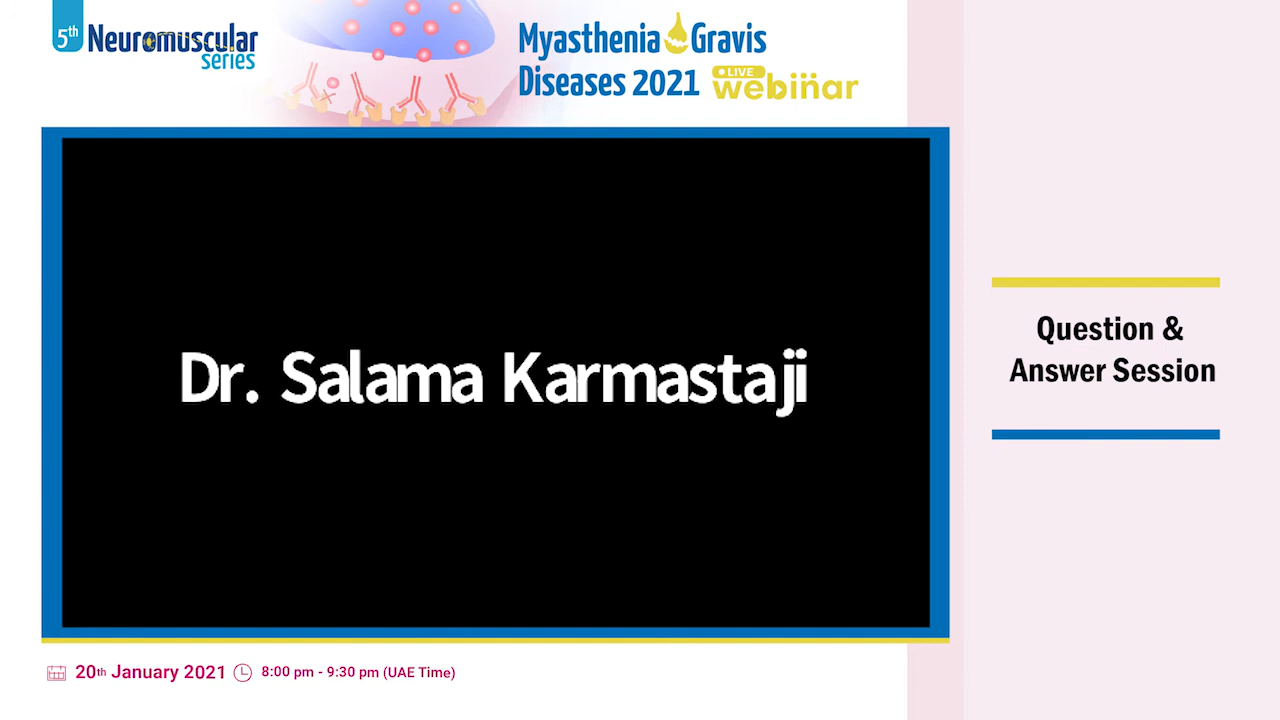 5th Neuromuscular
series
Myasthenia Gravis
Diseases 2021 LIVE webinar
Dr. Salama Karmastaji
Question &
Answer Session
20th January 2021 8:00 pm - 9:30 pm (UAE Time)